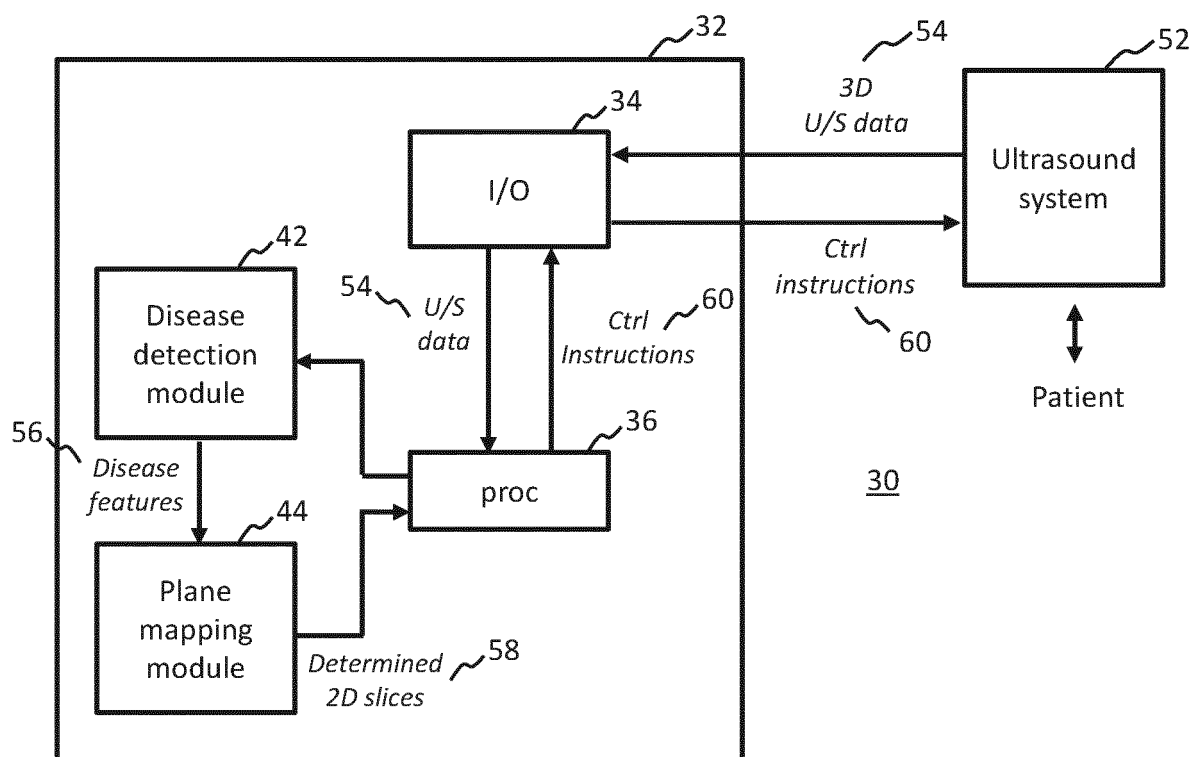 32
54
52
3D
U/S data
34
I/O
Ultrasound
system
Ctrl
instructions
60
42
Disease
detection
module
54
U/S
data
Ctrl
Instructions
60
Patient
56
Disease
features
36
proc
30
44
Plane
mapping
module
Determined
2D slices
58